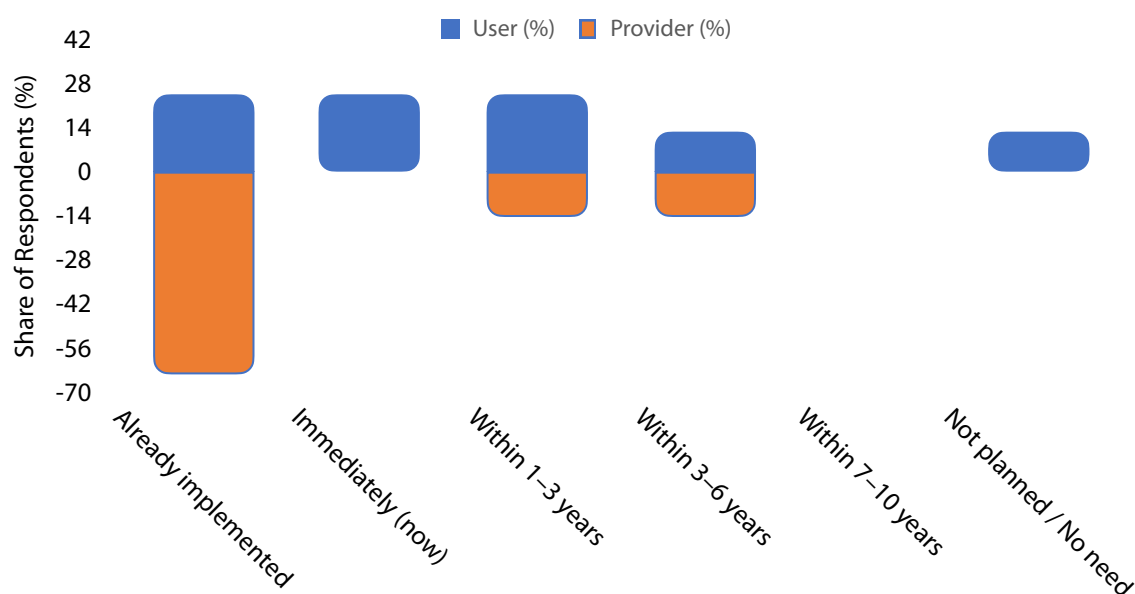 User (%) Provider (%)
Share of Respondents (%)
42
28
14
0
-14
-28
-42
-56
-70
Already implemented
Immediately (now)
Within 1–3 years
Within 3–6 years
Within 7–10 years
Not planned / No need